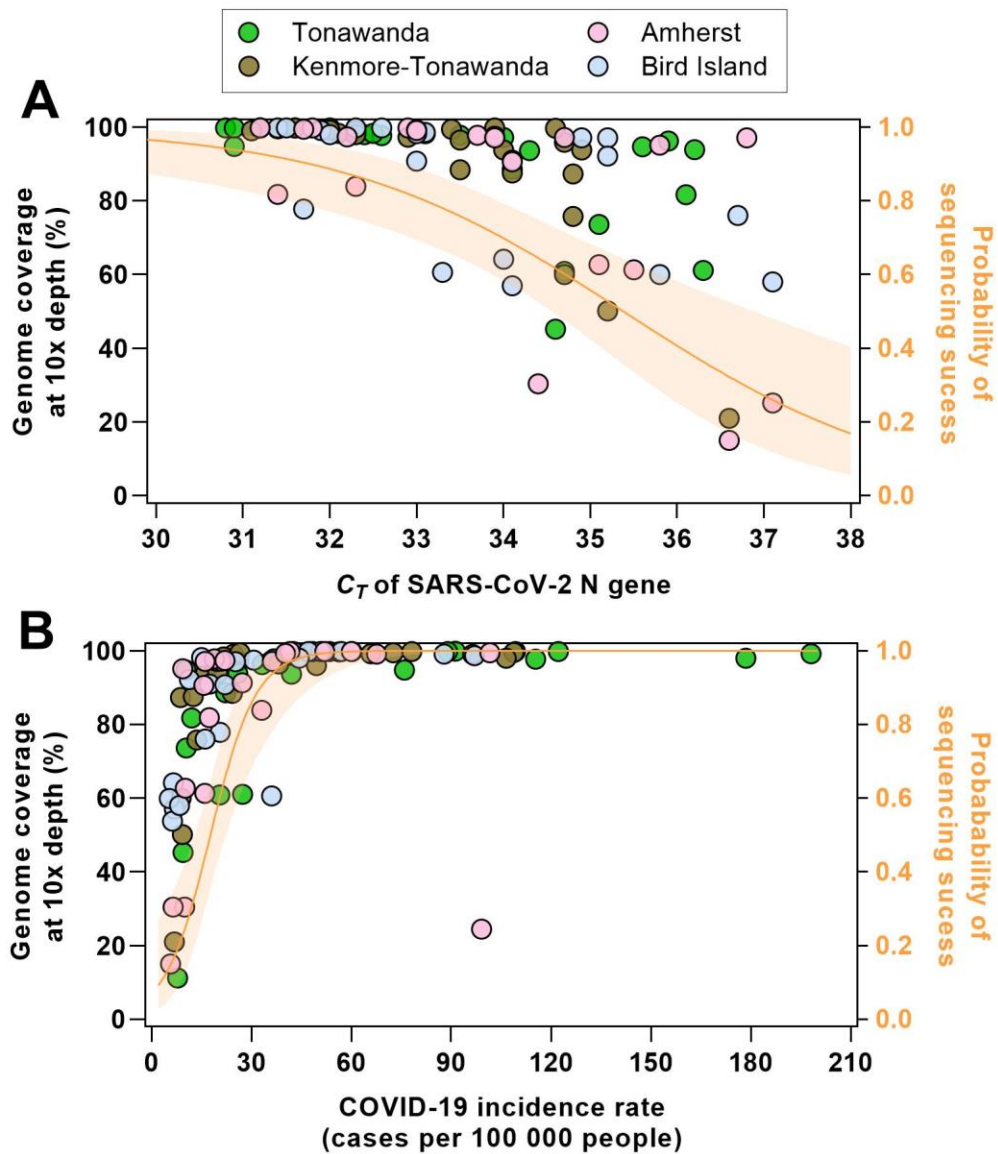 Tonawanda
Amherst
Kenmore-Tonawanda
Bird Island
A
100
80
60
40
20
0
Genome coverage
at 10x depth (%)
1.0
0.8
0.6
0.4
0.2
0.0
Probability of
sequencing sucess
30 31 32 33 34 35 36 37 38
C_T of SARS-CoV-2 N gene
B
100
80
60
40
20
0
Genome coverage
at 10x depth (%)
1.0
0.8
0.6
0.4
0.2
0.0
Probabability of
sequencing sucess
0 30 60 90 120 150 180 210
COVID-19 incidence rate
(cases per 100 000 people)